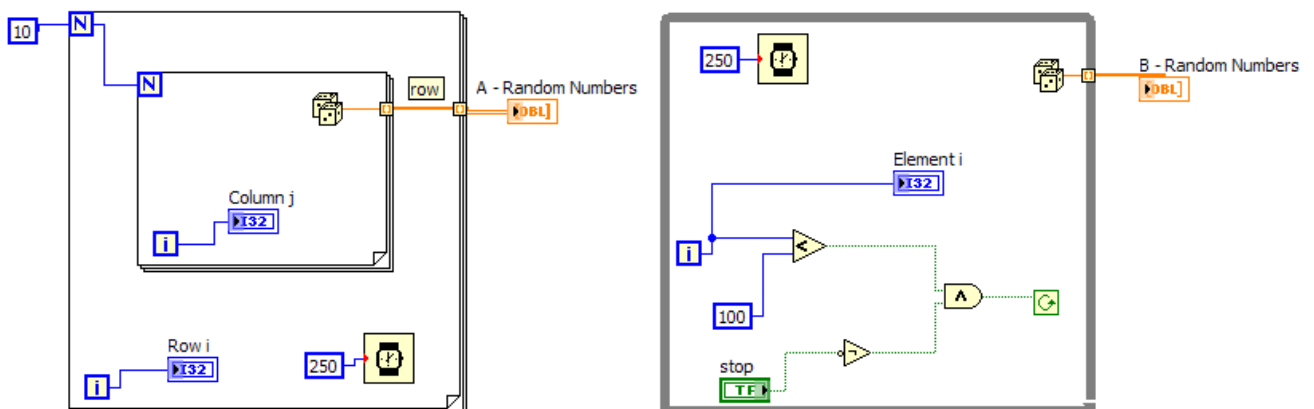 10
N
N
row
A - Random Numbers
DBL]
Column j
I32
i
Row i
I32
i
250
250
B - Random Numbers
DBL]
Element i
I32
i
<
100
∧
¬
stop
TF